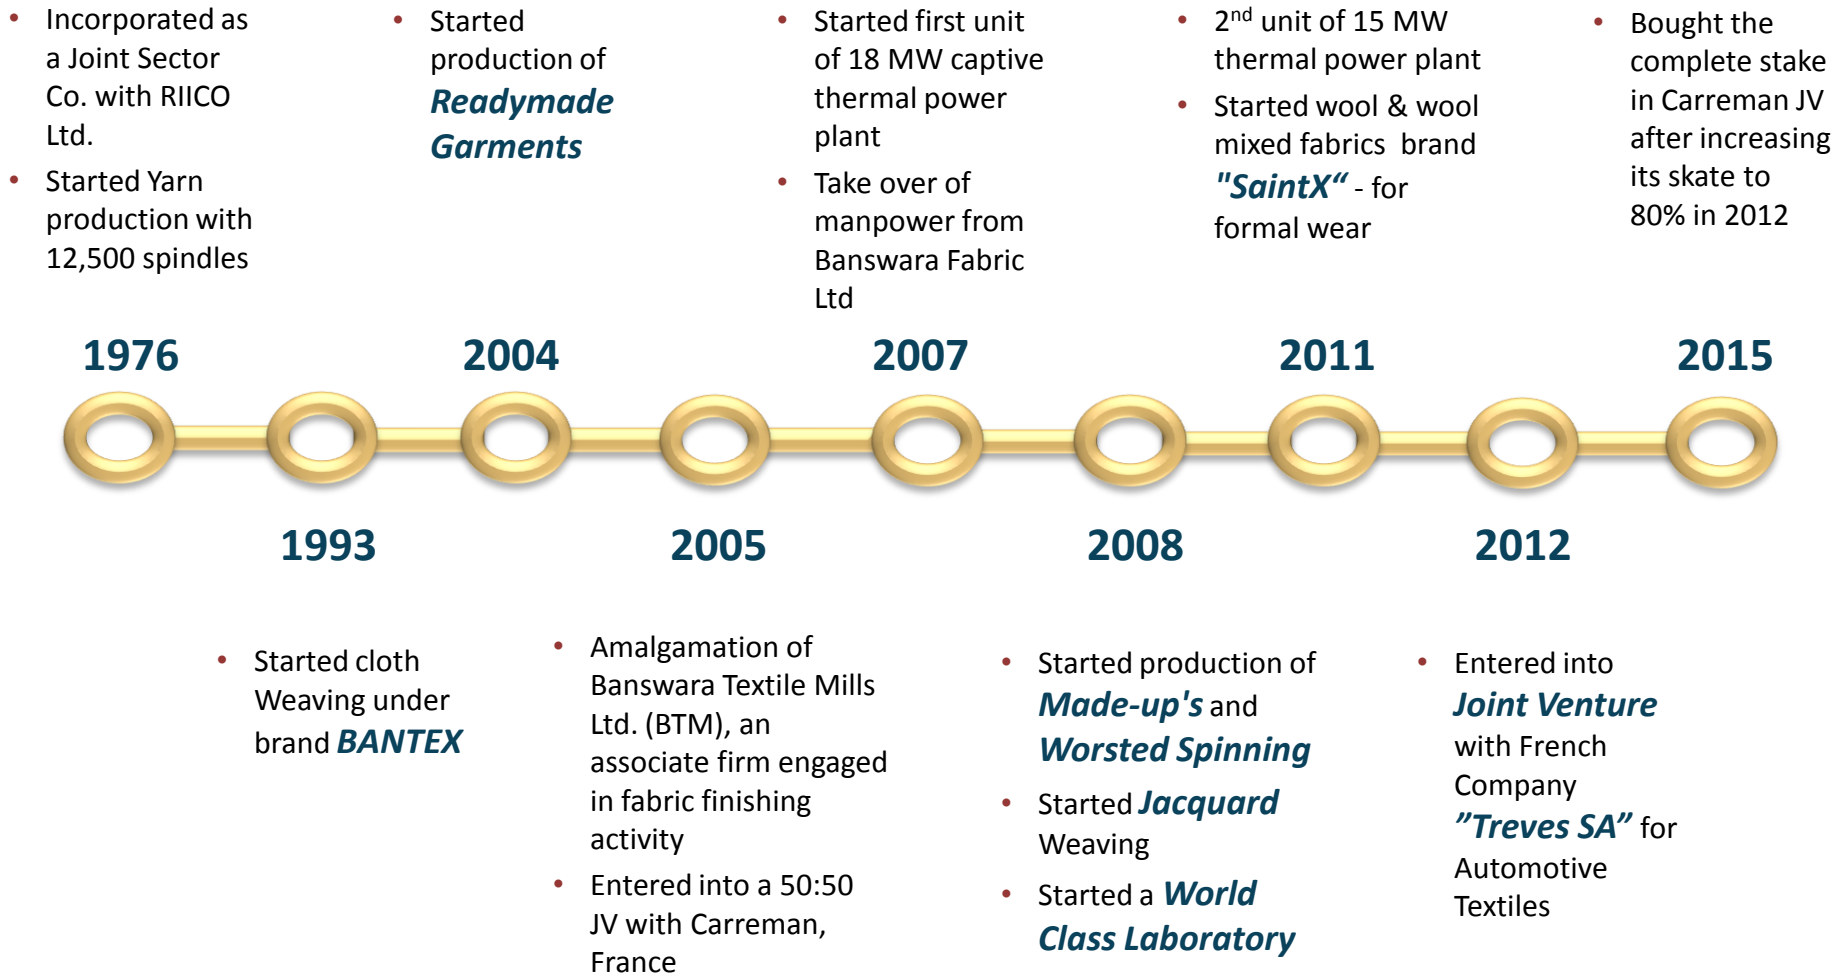 • Incorporated as
a Joint Sector
Co. with RIICO
Ltd.
• Started Yarn
production with
12,500 spindles
• Started
production of
Readymade
Garments
• Started first unit
of 18 MW captive
thermal power
plant
• Take over of
manpower from
Banswara Fabric
Ltd
• 2nd unit of 15 MW
thermal power plant
• Started wool & wool
mixed fabrics  brand
"SaintX“ - for
formal wear
• Bought the
complete stake
in Carreman JV
after increasing
its skate to
80% in 2012
1976
2004
2007
2011
2015
1993
2005
2008
2012
• Started cloth
Weaving under
brand BANTEX
• Amalgamation of
Banswara Textile Mills
Ltd. (BTM), an
associate firm engaged
in fabric finishing
activity
• Entered into a 50:50
JV with Carreman,
France
• Started production of
Made-up's and
Worsted Spinning
• Started Jacquard
Weaving
• Started a World
Class Laboratory
• Entered into
Joint Venture
with French
Company
”Treves SA” for
Automotive
Textiles